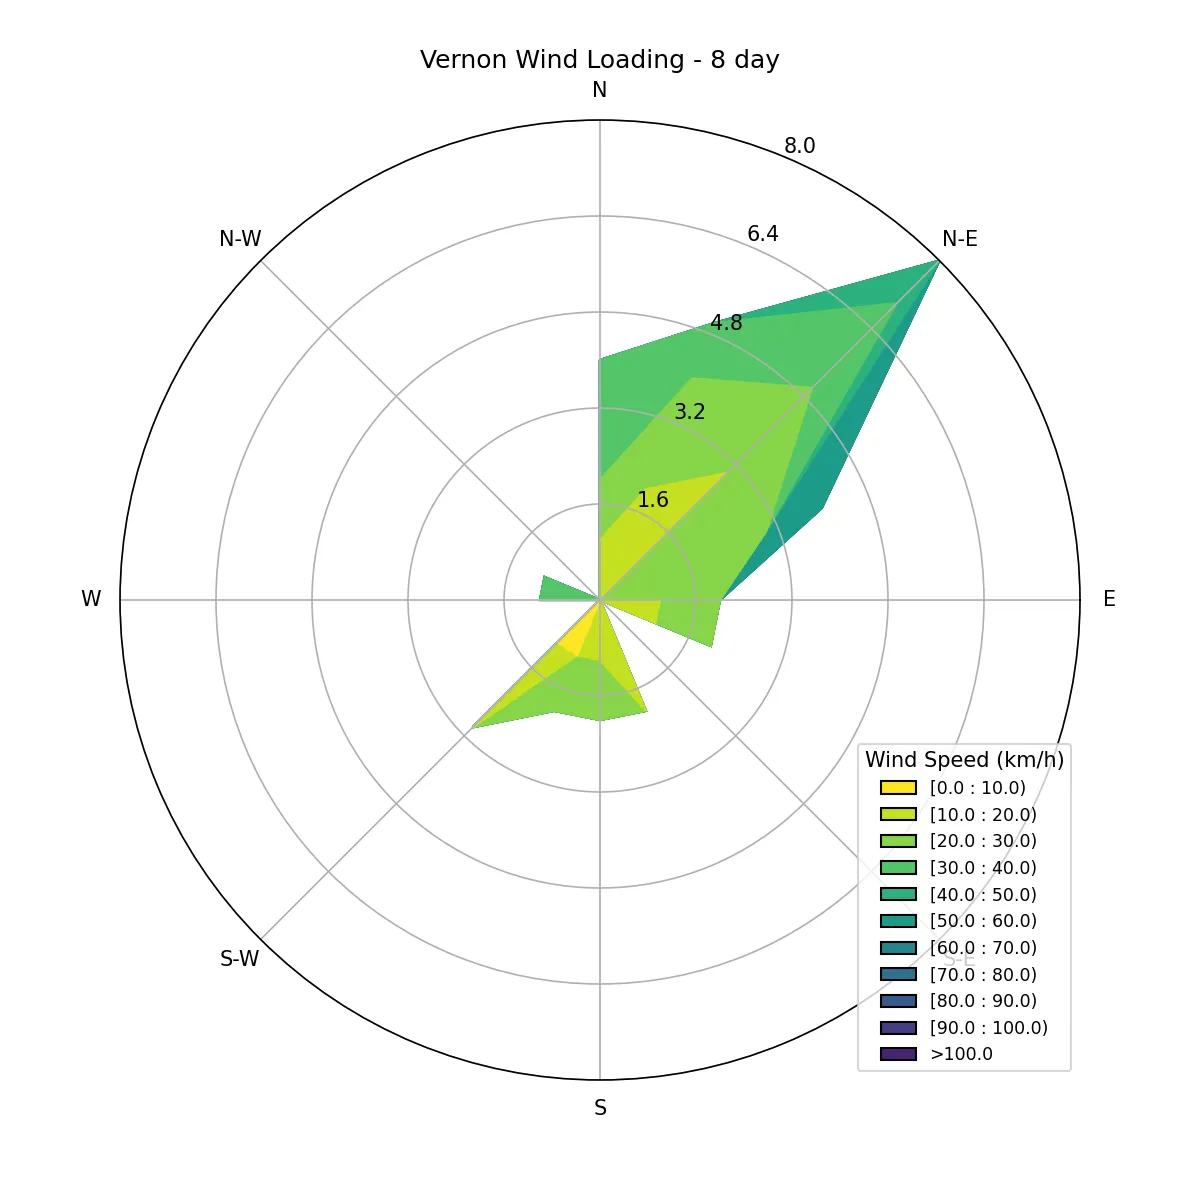 Vernon Wind Loading - 8 day
N
8.0
N-W
6.4
N-E
4.8
3.2
1.6
W
E
Wind Speed (km/h)
[0.0 : 10.0)
[10.0 : 20.0)
[20.0 : 30.0)
[30.0 : 40.0)
[40.0 : 50.0)
[50.0 : 60.0)
[60.0 : 70.0)
[70.0 : 80.0)
[80.0 : 90.0)
[90.0 : 100.0)
>100.0
S-W
S-E
S